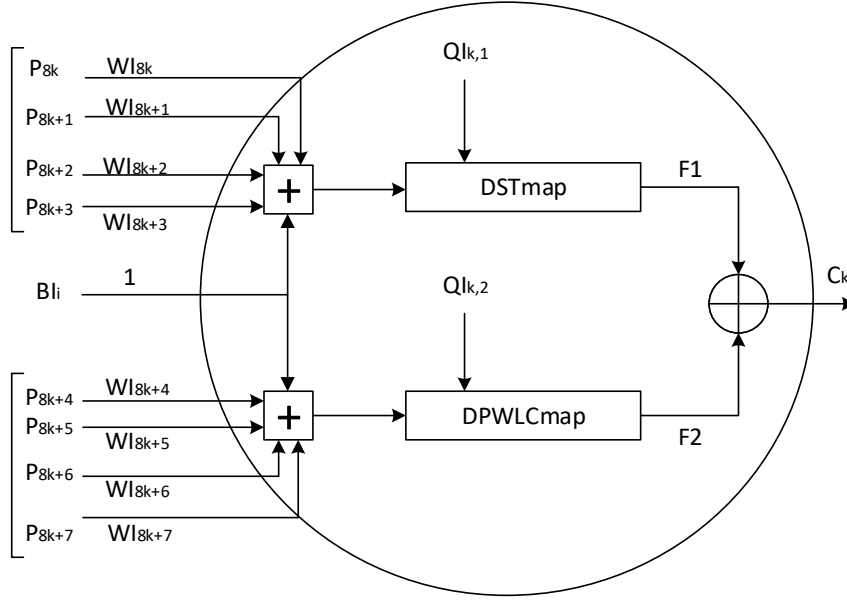 P8k WI8k
P8k+1 WI8k+1
P8k+2 WI8k+2
P8k+3 WI8k+3
BIi 1
P8k+4 WI8k+4
P8k+5 WI8k+5
P8k+6 WI8k+6
P8k+7 WI8k+7
+
+
QIk,1
DSTmap
F1
QIk,2
DPWLCmap
F2
Ck